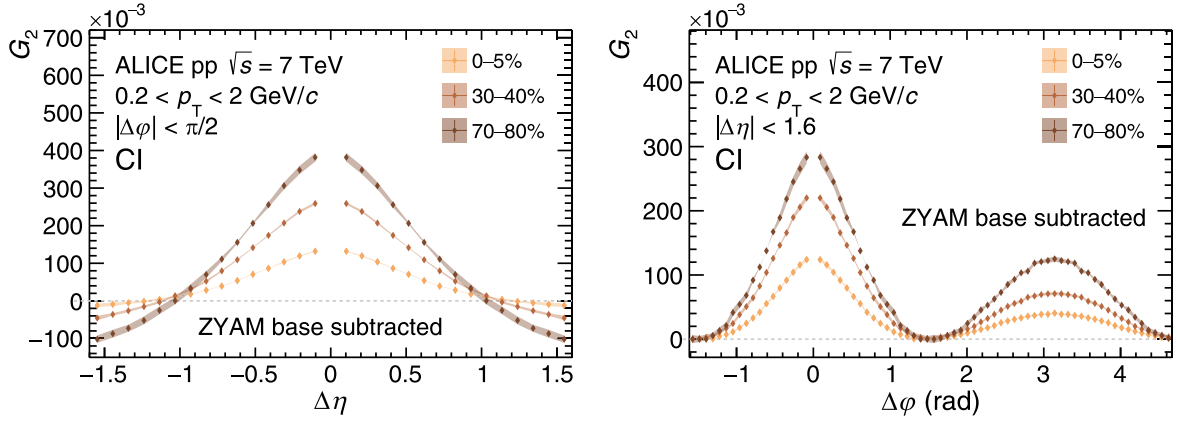 ×10⁻³
G₂
700
600
500
400
300
200
100
0
−100
ALICE pp √s = 7 TeV
0.2 < p_T < 2 GeV/c
|Δφ| < π/2
CI
0–5%
30–40%
70–80%
ZYAM base subtracted
−1.5 −1 −0.5 0 0.5 1 1.5
Δη
×10⁻³
G₂
400
300
200
100
0
ALICE pp √s = 7 TeV
0.2 < p_T < 2 GeV/c
|Δη| < 1.6
CI
0–5%
30–40%
70–80%
ZYAM base subtracted
−1 0 1 2 3 4
Δφ (rad)